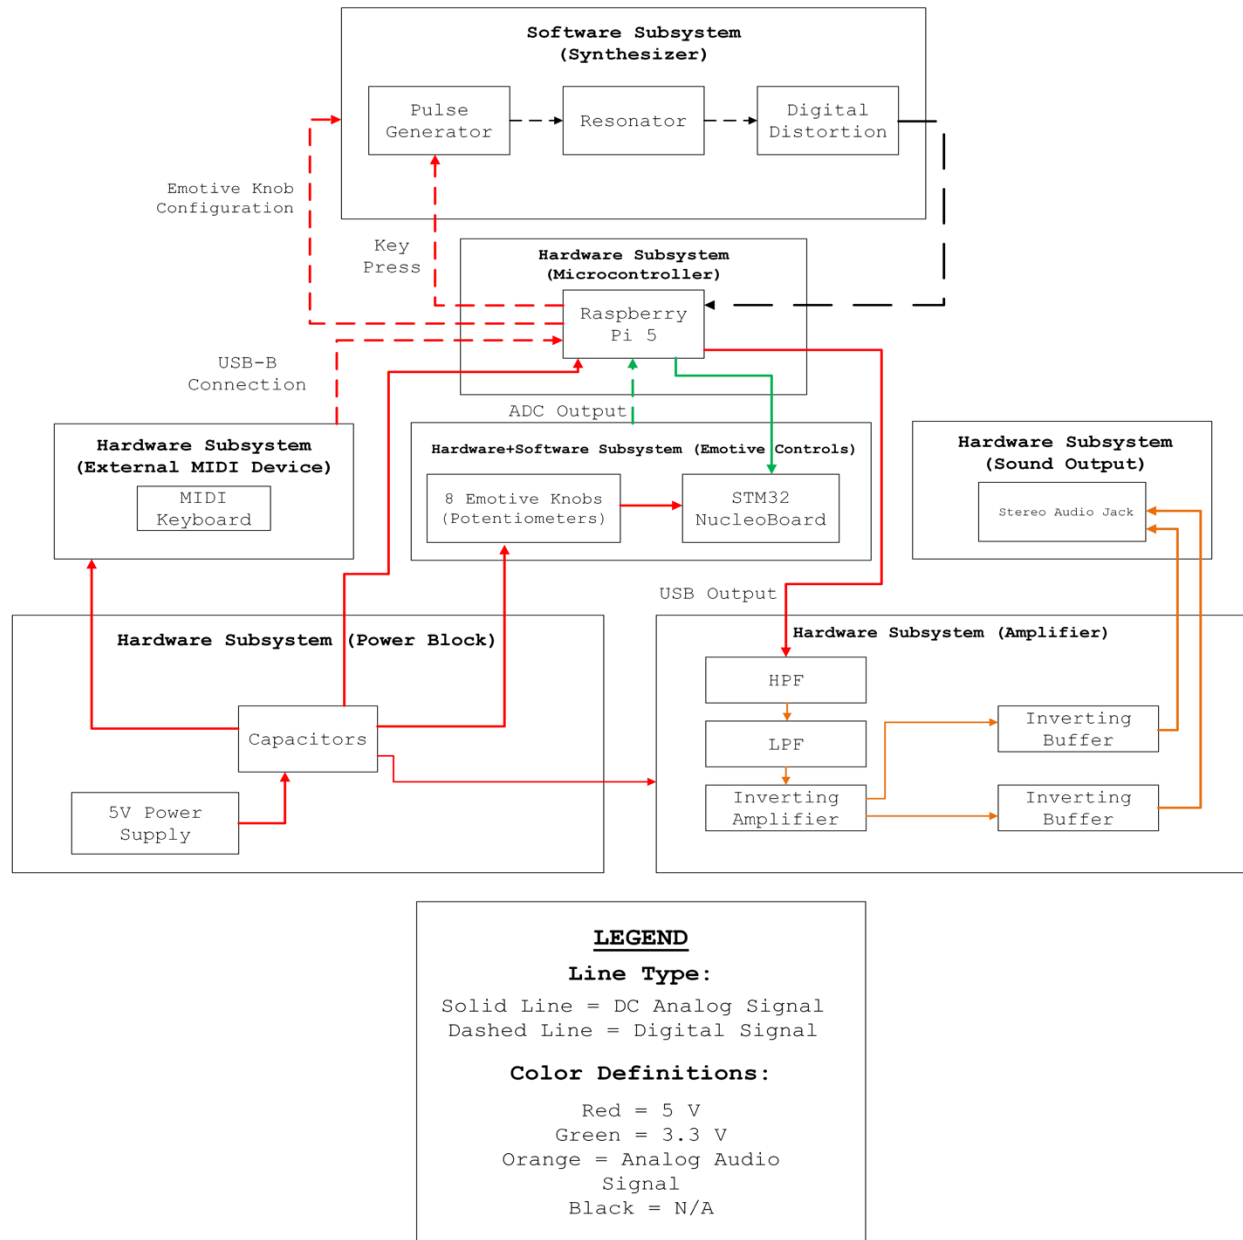 Software Subsystem
(Synthesizer)
Pulse
Generator
Resonator
Digital
Distortion
Emotive Knob
Configuration
Key
Press
Hardware Subsystem
(Microcontroller)
Raspberry
Pi 5
USB-B
Connection
ADC Output
Hardware Subsystem
(External MIDI Device)
MIDI
Keyboard
Hardware+Software Subsystem (Emotive Controls)
8 Emotive Knobs
(Potentiometers)
STM32
NucleoBoard
Hardware Subsystem
(Sound Output)
Stereo Audio Jack
USB Output
Hardware Subsystem (Power Block)
Capacitors
5V Power
Supply
Hardware Subsystem (Amplifier)
HPF
LPF
Inverting
Amplifier
Inverting
Buffer
Inverting
Buffer
LEGEND
Line Type:
Solid Line = DC Analog Signal
Dashed Line = Digital Signal
Color Definitions:
Red = 5 V
Green = 3.3 V
Orange = Analog Audio
Signal
Black = N/A